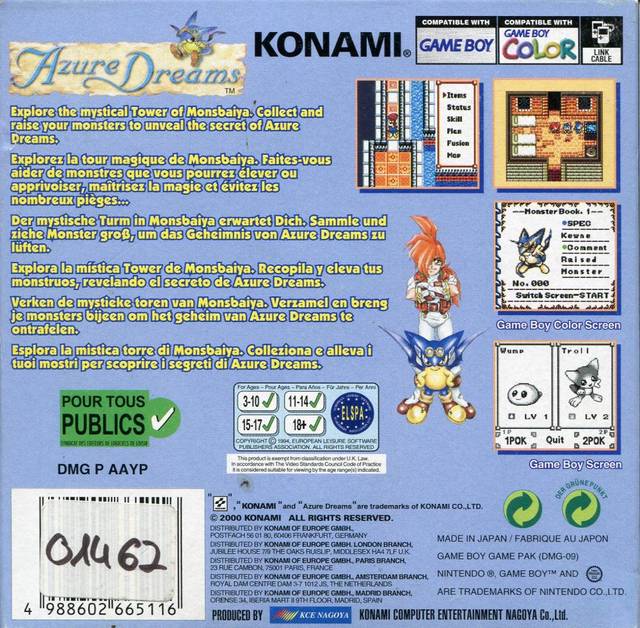 Azure Dreams
TM
KONAMI®
COMPATIBLE WITH
GAME BOY
COMPATIBLE WITH
GAME BOY
COLOR
LINK
CABLE
Explore the mystical Tower of Monsbaiya. Collect and
raise your monsters to unveal the secret of Azure
Dreams.
Explorez la tour magique de Monsbaiya. Faites-vous
aider de monstres que vous pourrez élever ou
apprivoiser, maîtrisez la magie et évitez les
nombreux pièges...
Der mystische Turm in Monsbaiya erwartet Dich. Sammle und
ziehe Monster groß, um das Geheimnis von Azure Dreams zu
lüften.
Explora la mística Tower de Monsbaiya. Recopila y eleva tus
monstruos, revelando el secreto de Azure Dreams.
Verken de mystieke toren van Monsbaiya. Verzamel en breng
je monsters bijeen om het geheim van Azure Dreams te
ontrafelen.
Esplora la mistica torre di Monsbaiya. Colleziona e alleva i
tuoi mostri per scoprire i segreti di Azure Dreams.
Items
Status
Skill
Man
Fusion
Map
Monster Book. 1
SPEC
Kewne
Comment
Raised
Monster
No.000
Switch Screen-START
Game Boy Color Screen
Wump
Troll
LV 1
LV 2
1P
2P
1POK
Quit
2POK
Game Boy Screen
POUR TOUS
PUBLICS
SYNDICAT DES EDITEURS DE LOGICIELS DE LOISIR
DMG P AAYP
For Ages - Pour Ages - Para Años - Für Jahre - Per Anni
3-10
11-14
15-17
18+
ELSPA
COPYRIGHT © 1994, EUROPEAN LEISURE SOFTWARE
PUBLISHERS ASSOCIATION. ALL RIGHTS RESERVED
This product is exempt from classification under U.K. Law.
In accordance with The Video Standards Council Code of Practice
it is considered suitable for viewing by the age range(s) indicated.
01462
4 988602 665116
" ", "KONAMI" and "Azure Dreams" are trademarks of KONAMI CO.,LTD.
© 2000 KONAMI ALL RIGHTS RESERVED.
DISTRIBUTED BY KONAMI OF EUROPE GMBH.,
POSTFACH 56 01 80, 60406 FRANKFURT, GERMANY
DISTRIBUTED BY KONAMI OF EUROPE GMBH. LONDON BRANCH,
JUBILEE HOUSE 7/9 THE OAKS RUISLIP, MIDDLESEX HA4 7LF U.K.
DISTRIBUTED BY KONAMI OF EUROPE GMBH., PARIS BRANCH,
23 RUE CAMBON, 75001 PARIS, FRANCE
DISTRIBUTED BY KONAMI OF EUROPE GMBH., AMSTERDAM BRANCH,
ROYAL DAM CENTRE DAM 5-7 1012 JS, THE NETHERLANDS
DISTRIBUTED BY KONAMI OF EUROPE GMBH., MADRID BRANCH,
ORENSE 34, IBERIA MART II 9TH FLOOR, MADRID, SPAIN
PRODUCED BY KCE NAGOYA KONAMI COMPUTER ENTERTAINMENT NAGOYA Co., Ltd.
DER GRÜNE PUNKT
MADE IN JAPAN / FABRIQUE AU JAPON
GAME BOY GAME PAK (DMG-09)
NINTENDO ®, GAME BOY™ AND
ARE TRADEMARKS OF NINTENDO CO.,LTD.